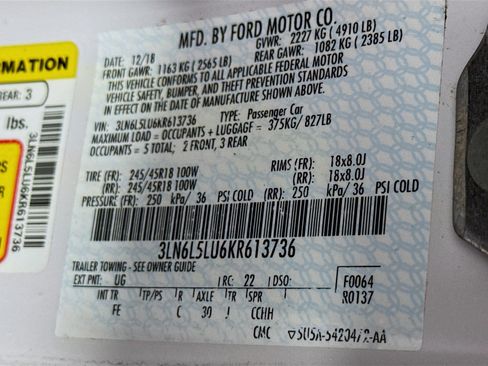 MFD. BY FORD MOTOR CO.
12/18 GVWR: 2227 KG ( 4910 LB)
FRONT GAWR: 1163 KG ( 2565 LB) REAR GAWR: 1082 KG ( 2385 LB)
THIS VEHICLE CONFORMS TO ALL APPLICABLE FEDERAL MOTOR
VEHICLE SAFETY, BUMPER, AND THEFT PREVENTION STANDARDS
IN EFFECT ON THE DATE OF MANUFACTURE SHOWN ABOVE.
VIN: 3LN6L5LU6KR613736 TYPE: Passenger Car
MAXIMUM LOAD = OCCUPANTS + LUGGAGE = 375KG/ 827LB
OCCUPANTS = 5 TOTAL; 2 FRONT, 3 REAR
TIRE (FR): 245/45R18 100W RIMS (FR): 18x8.0J
(RR): 245/45R18 100W (RR): 18x8.0J
PRESSURE (FR): 250 kPa/ 36 PSI COLD (RR): 250 kPa/ 36 PSI COLD
3LN6L5LU6KR613736
TRAILER TOWING - SEE OWNER GUIDE
EXT PNT: UG RC: 22 DSO: F0064
INT TR TP/PS R AXLE TR SPR R0137
FE C 30 J CCHH
CMC
ORMATION
REAR: 3
lbs.
3LN6L5LU6KR613736